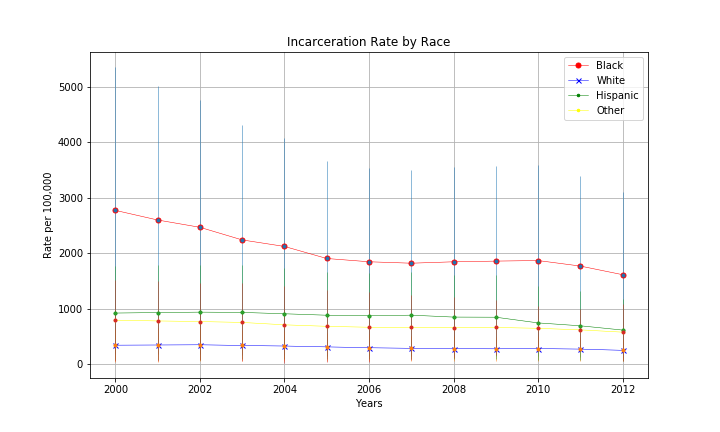 Incarceration Rate by Race
Black
White
Hispanic
Other
5000
4000
3000
2000
1000
0
Rate per 100,000
2000 2002 2004 2006 2008 2010 2012
Years